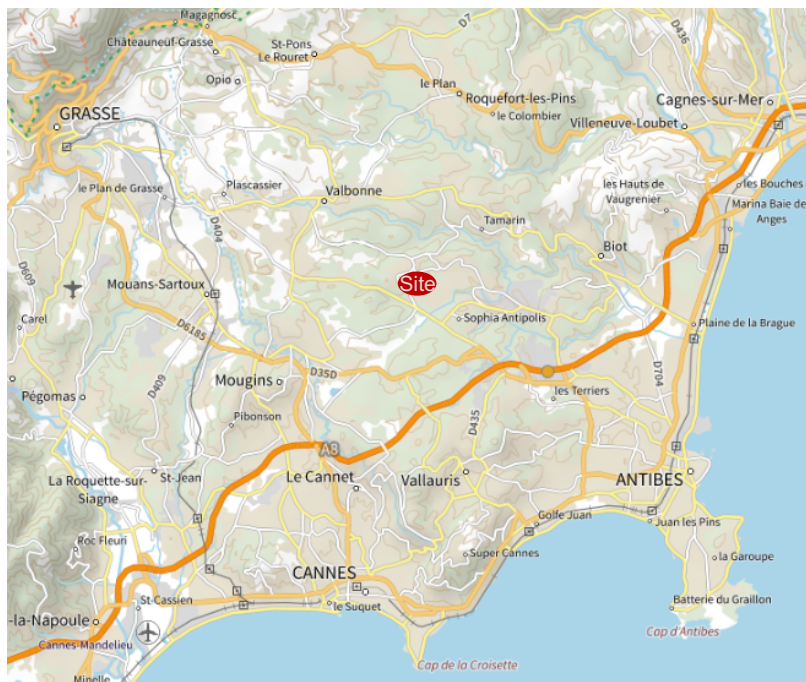 Magagnosc
D7
D436
Châteauneuf-Grasse
St-Pons
Le Rouret
Opio
le Plan
Roquefort-les-Pins
Cagnes-sur-Mer
GRASSE
le Colombier
Villeneuve-Loubet
le Plan de Grasse
Plascassier
Valbonne
les Hauts de
Vaugrenier
les Bouches
Marina Baie des
Anges
D404
Tamarin
Biot
D609
Mouans-Sartoux
Site
Carel
D6185
Sophia Antipolis
Plaine de la Brague
Mougins
D35D
D704
Pégomas
D409
les Terriers
Pibonson
D435
A8
La Roquette-sur-
Siagne
St-Jean
Le Cannet
Vallauris
ANTIBES
Golfe Juan
Juan les Pins
Roc Fleuri
Super Cannes
la Garoupe
CANNES
St-Cassien
le Suquet
Batterie du Graillon
-la-Napoule
Cap d'Antibes
Cannes-Mandelieu
Cap de la Croisette
Minelle